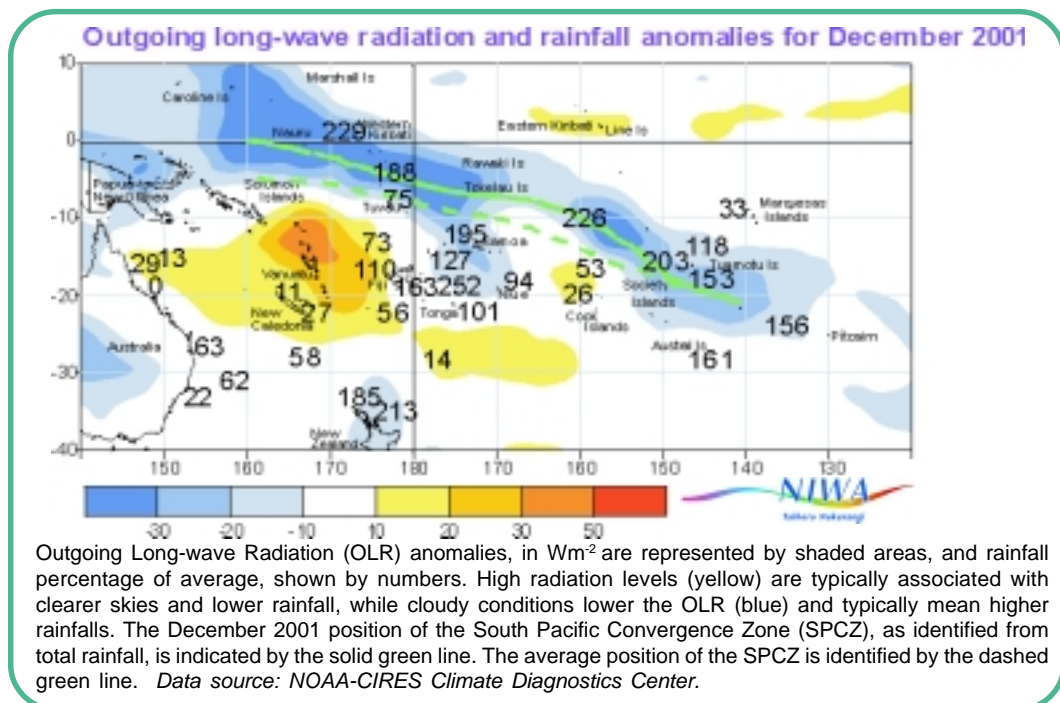 Outgoing long-wave radiation and rainfall anomalies for December 2001
10
Marshall Is
Caroline Is
229
Western
Kiribati
Eastern Kiribati
Line Is
Nauru
0
188
Rawaki Is
Tokelau Is
Papua
New Guinea
Solomon
Islands
75
Tuvalu
33
Marquesas
Islands
-10
226
73
195
Samoa
118
29
13
127
203
Tuamotu Is
Vanuatu
110
Fiji
53
153
0
11
163
252
94
Niue
26
Society
Islands
-20
New
Caledonia
27
56
Tonga
101
Cook
Islands
156
Pitcairn
Australia
63
58
14
Austral Is
161
-30
62
22
185
213
New
Zealand
-40
150
160
170
180
170
160
150
140
130
NIWA
-30
-20
-10
10
20
30
50
Outgoing Long-wave Radiation (OLR) anomalies, in Wm-2 are represented by shaded areas, and rainfall
percentage of average, shown by numbers. High radiation levels (yellow) are typically associated with
clearer skies and lower rainfall, while cloudy conditions lower the OLR (blue) and typically mean higher
rainfalls. The December 2001 position of the South Pacific Convergence Zone (SPCZ), as identified from
total rainfall, is indicated by the solid green line. The average position of the SPCZ is identified by the dashed
green line. Data source: NOAA-CIRES Climate Diagnostics Center.